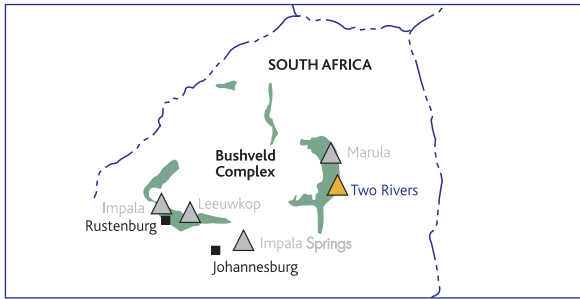 SOUTH AFRICA
Bushveld
Complex
Marula
Two Rivers
Impala
Leeuwkop
Rustenburg
Impala Springs
Johannesburg